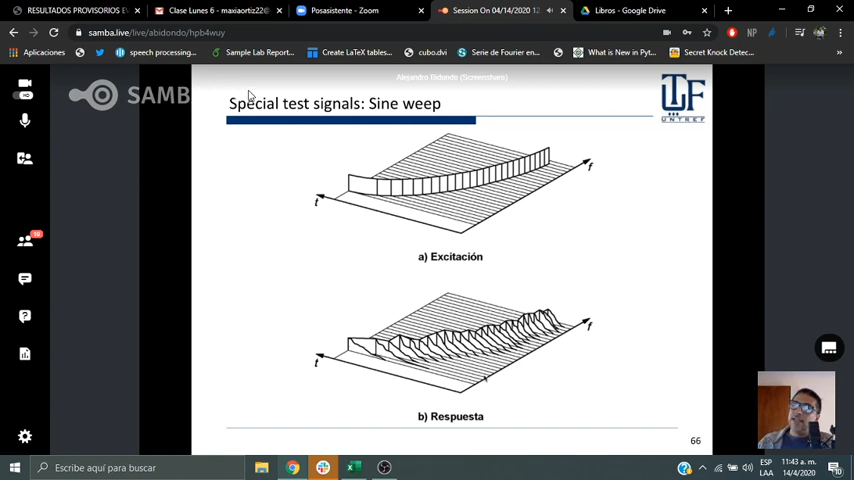 RESULTADOS PROVISORIOS E
Clase Lunes 6 - maxiaortiz22@
Posasistente - Zoom
Session On 04/14/2020 12
Libros - Google Drive
samba.live/live/abidondo/hpb4wuy
Aplicaciones
speech processing...
Sample Lab Report...
Create LaTeX tables...
cubo.dvi
Serie de Fourier en...
What is New in Pyt...
Secret Knock Detec...
Alejandro Bidondo (Screenshare)
SAMB
HD
Special test signals: Sine weep
UNTREF
t
f
a) Excitación
10
t
f
b) Respuesta
66
Escribe aquí para buscar
ESP
LAA
11:43 a. m.
14/4/2020
10